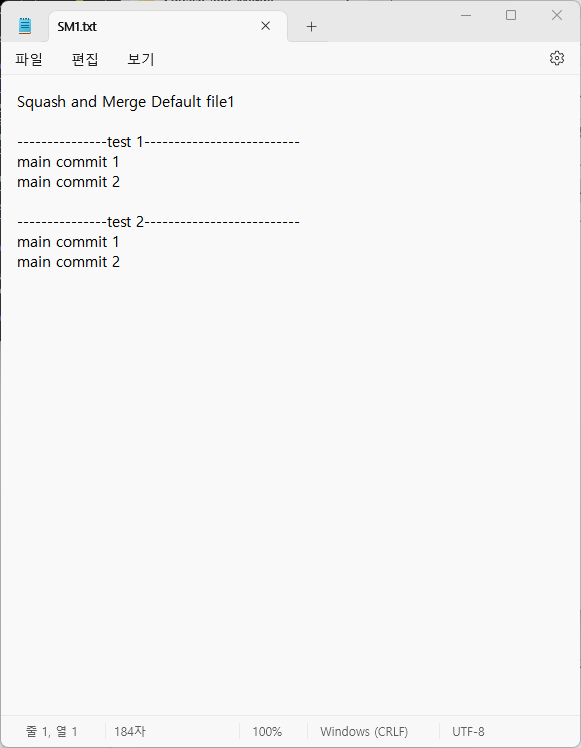 SM1.txt
파일 편집 보기
Squash and Merge Default file1
---------------test 1--------------------------
main commit 1
main commit 2
---------------test 2--------------------------
main commit 1
main commit 2
줄 1, 열 1 184자 100% Windows (CRLF) UTF-8